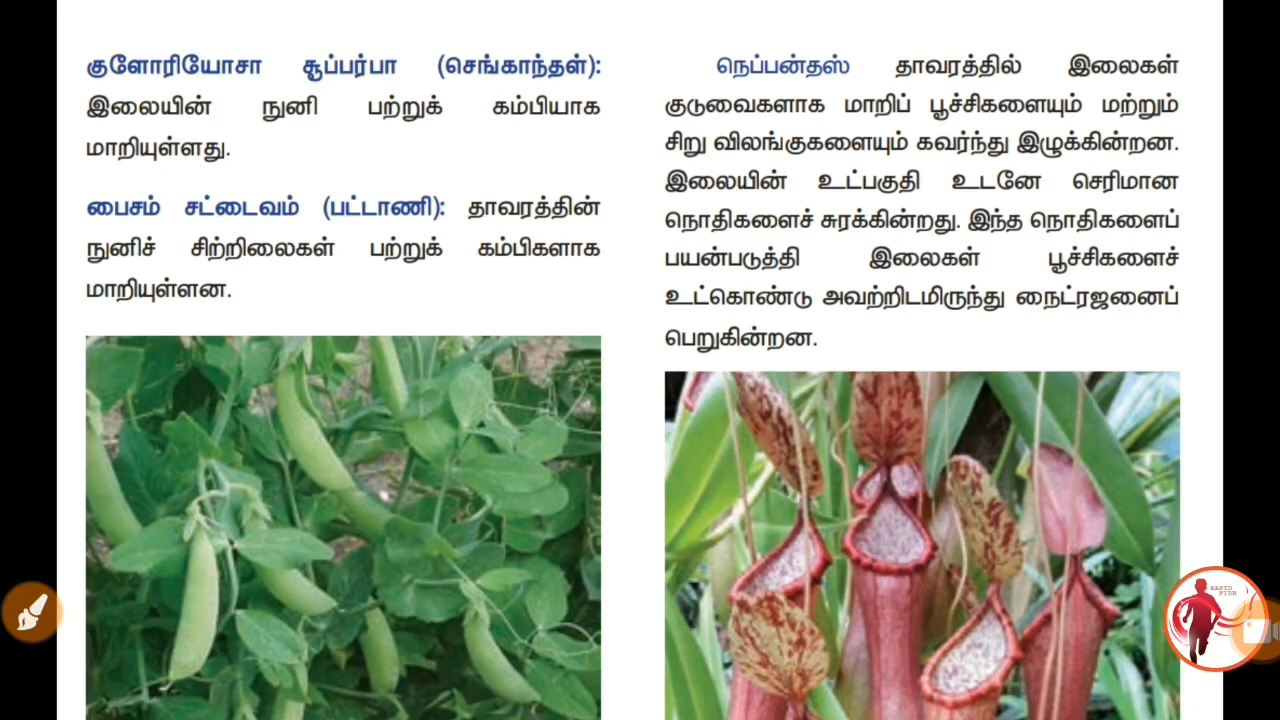 குளோரியோசா சூப்பர்பா (செங்காந்தள்):
இலையின் நுனி பற்றுக் கம்பியாக
மாறியுள்ளது.
பைசம் சட்டைவம் (பட்டாணி): தாவரத்தின்
நுனிச் சிற்றிலைகள் பற்றுக் கம்பிகளாக
மாறியுள்ளன.
நெப்பன்தஸ் தாவரத்தில் இலைகள்
குடுவைகளாக மாறிப் பூச்சிகளையும் மற்றும்
சிறு விலங்குகளையும் கவர்ந்து இழுக்கின்றன.
இலையின் உட்பகுதி உடனே செரிமான
நொதிகளைச் சுரக்கின்றது. இந்த நொதிகளைப்
பயன்படுத்தி இலைகள் பூச்சிகளைச்
உட்கொண்டு அவற்றிடமிருந்து நைட்ரஜனைப்
பெறுகின்றன.
RAPID
FISH